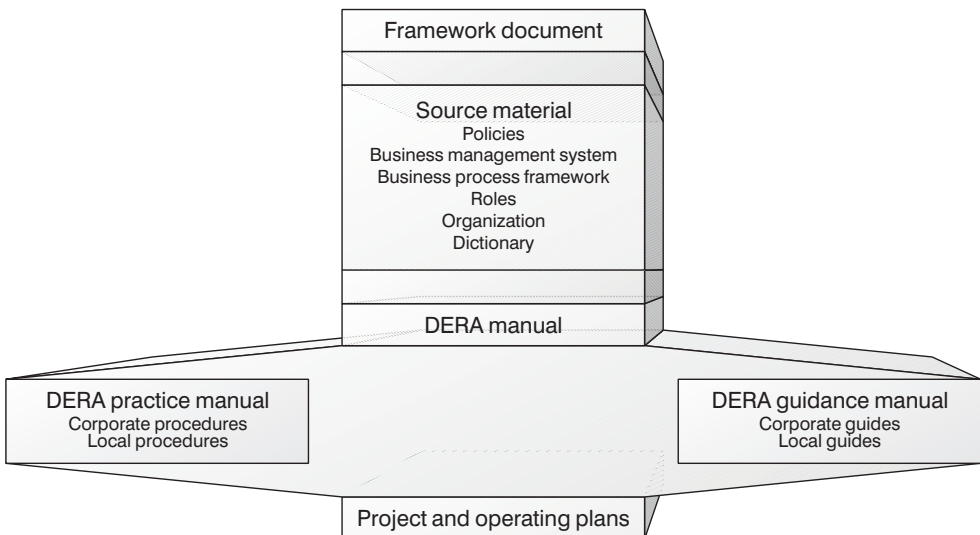 Framework document
Source material
Policies
Business management system
Business process framework
Roles
Organization
Dictionary
DERA manual
DERA practice manual
Corporate procedures
Local procedures
DERA guidance manual
Corporate guides
Local guides
Project and operating plans